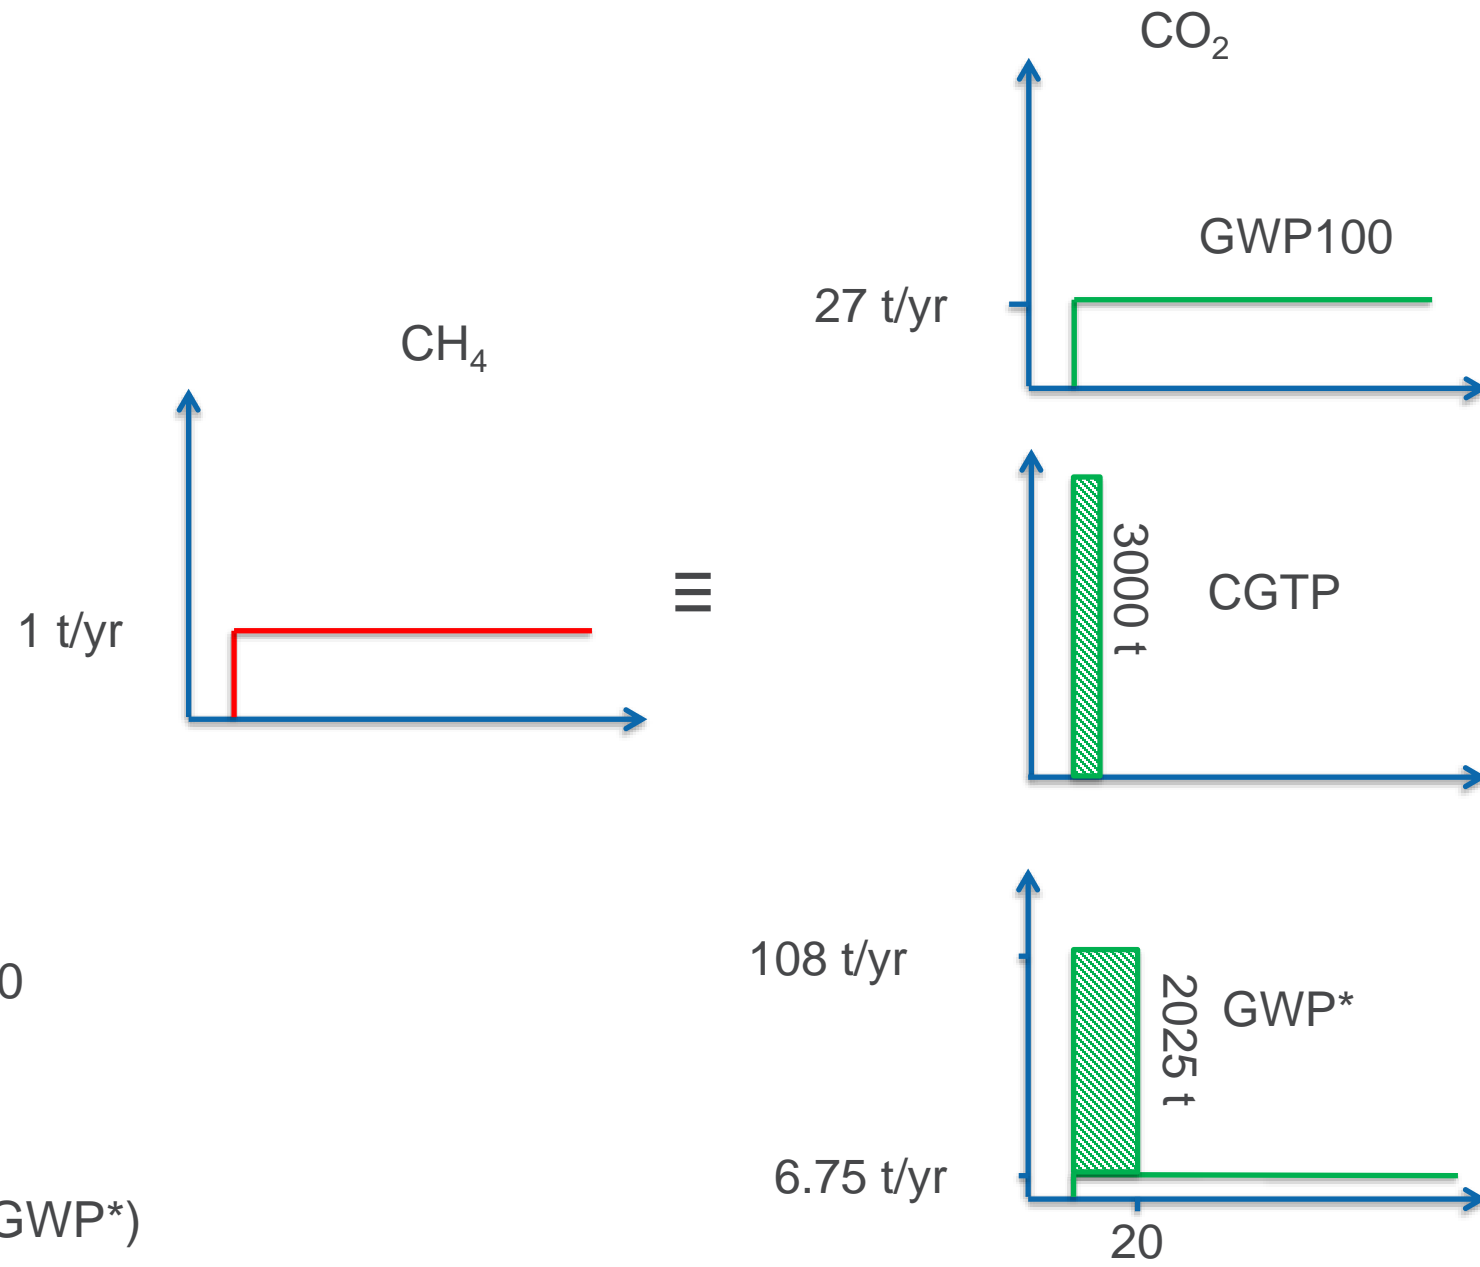 CO₂
GWP100
27 t/yr
CH₄
1 t/yr
≡
3000 t
CGTP
108 t/yr
2025 t
GWP*
6.75 t/yr
20
0
GWP*)